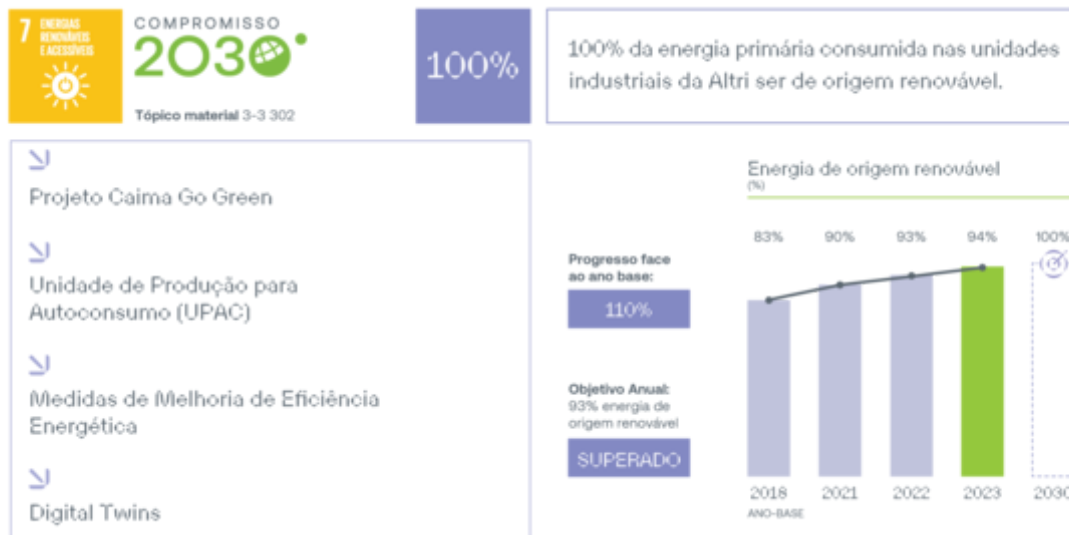 7 ENERGIAS
RENOVÁVEIS
E ACESSÍVEIS
COMPROMISSO
2030
Tópico material 3-3 302
100%
100% da energia primária consumida nas unidades
industriais da Altri ser de origem renovável.
Projeto Caima Go Green
Unidade de Produção para
Autoconsumo (UPAC)
Medidas de Melhoria de Eficiência
Energética
Digital Twins
Progresso face
ao ano base:
110%
Objetivo Anual:
93% energia de
origem renovável
SUPERADO
Energia de origem renovável
(%)
83% 90% 93% 94% 100%
2018 2021 2022 2023 2030
ANO-BASE